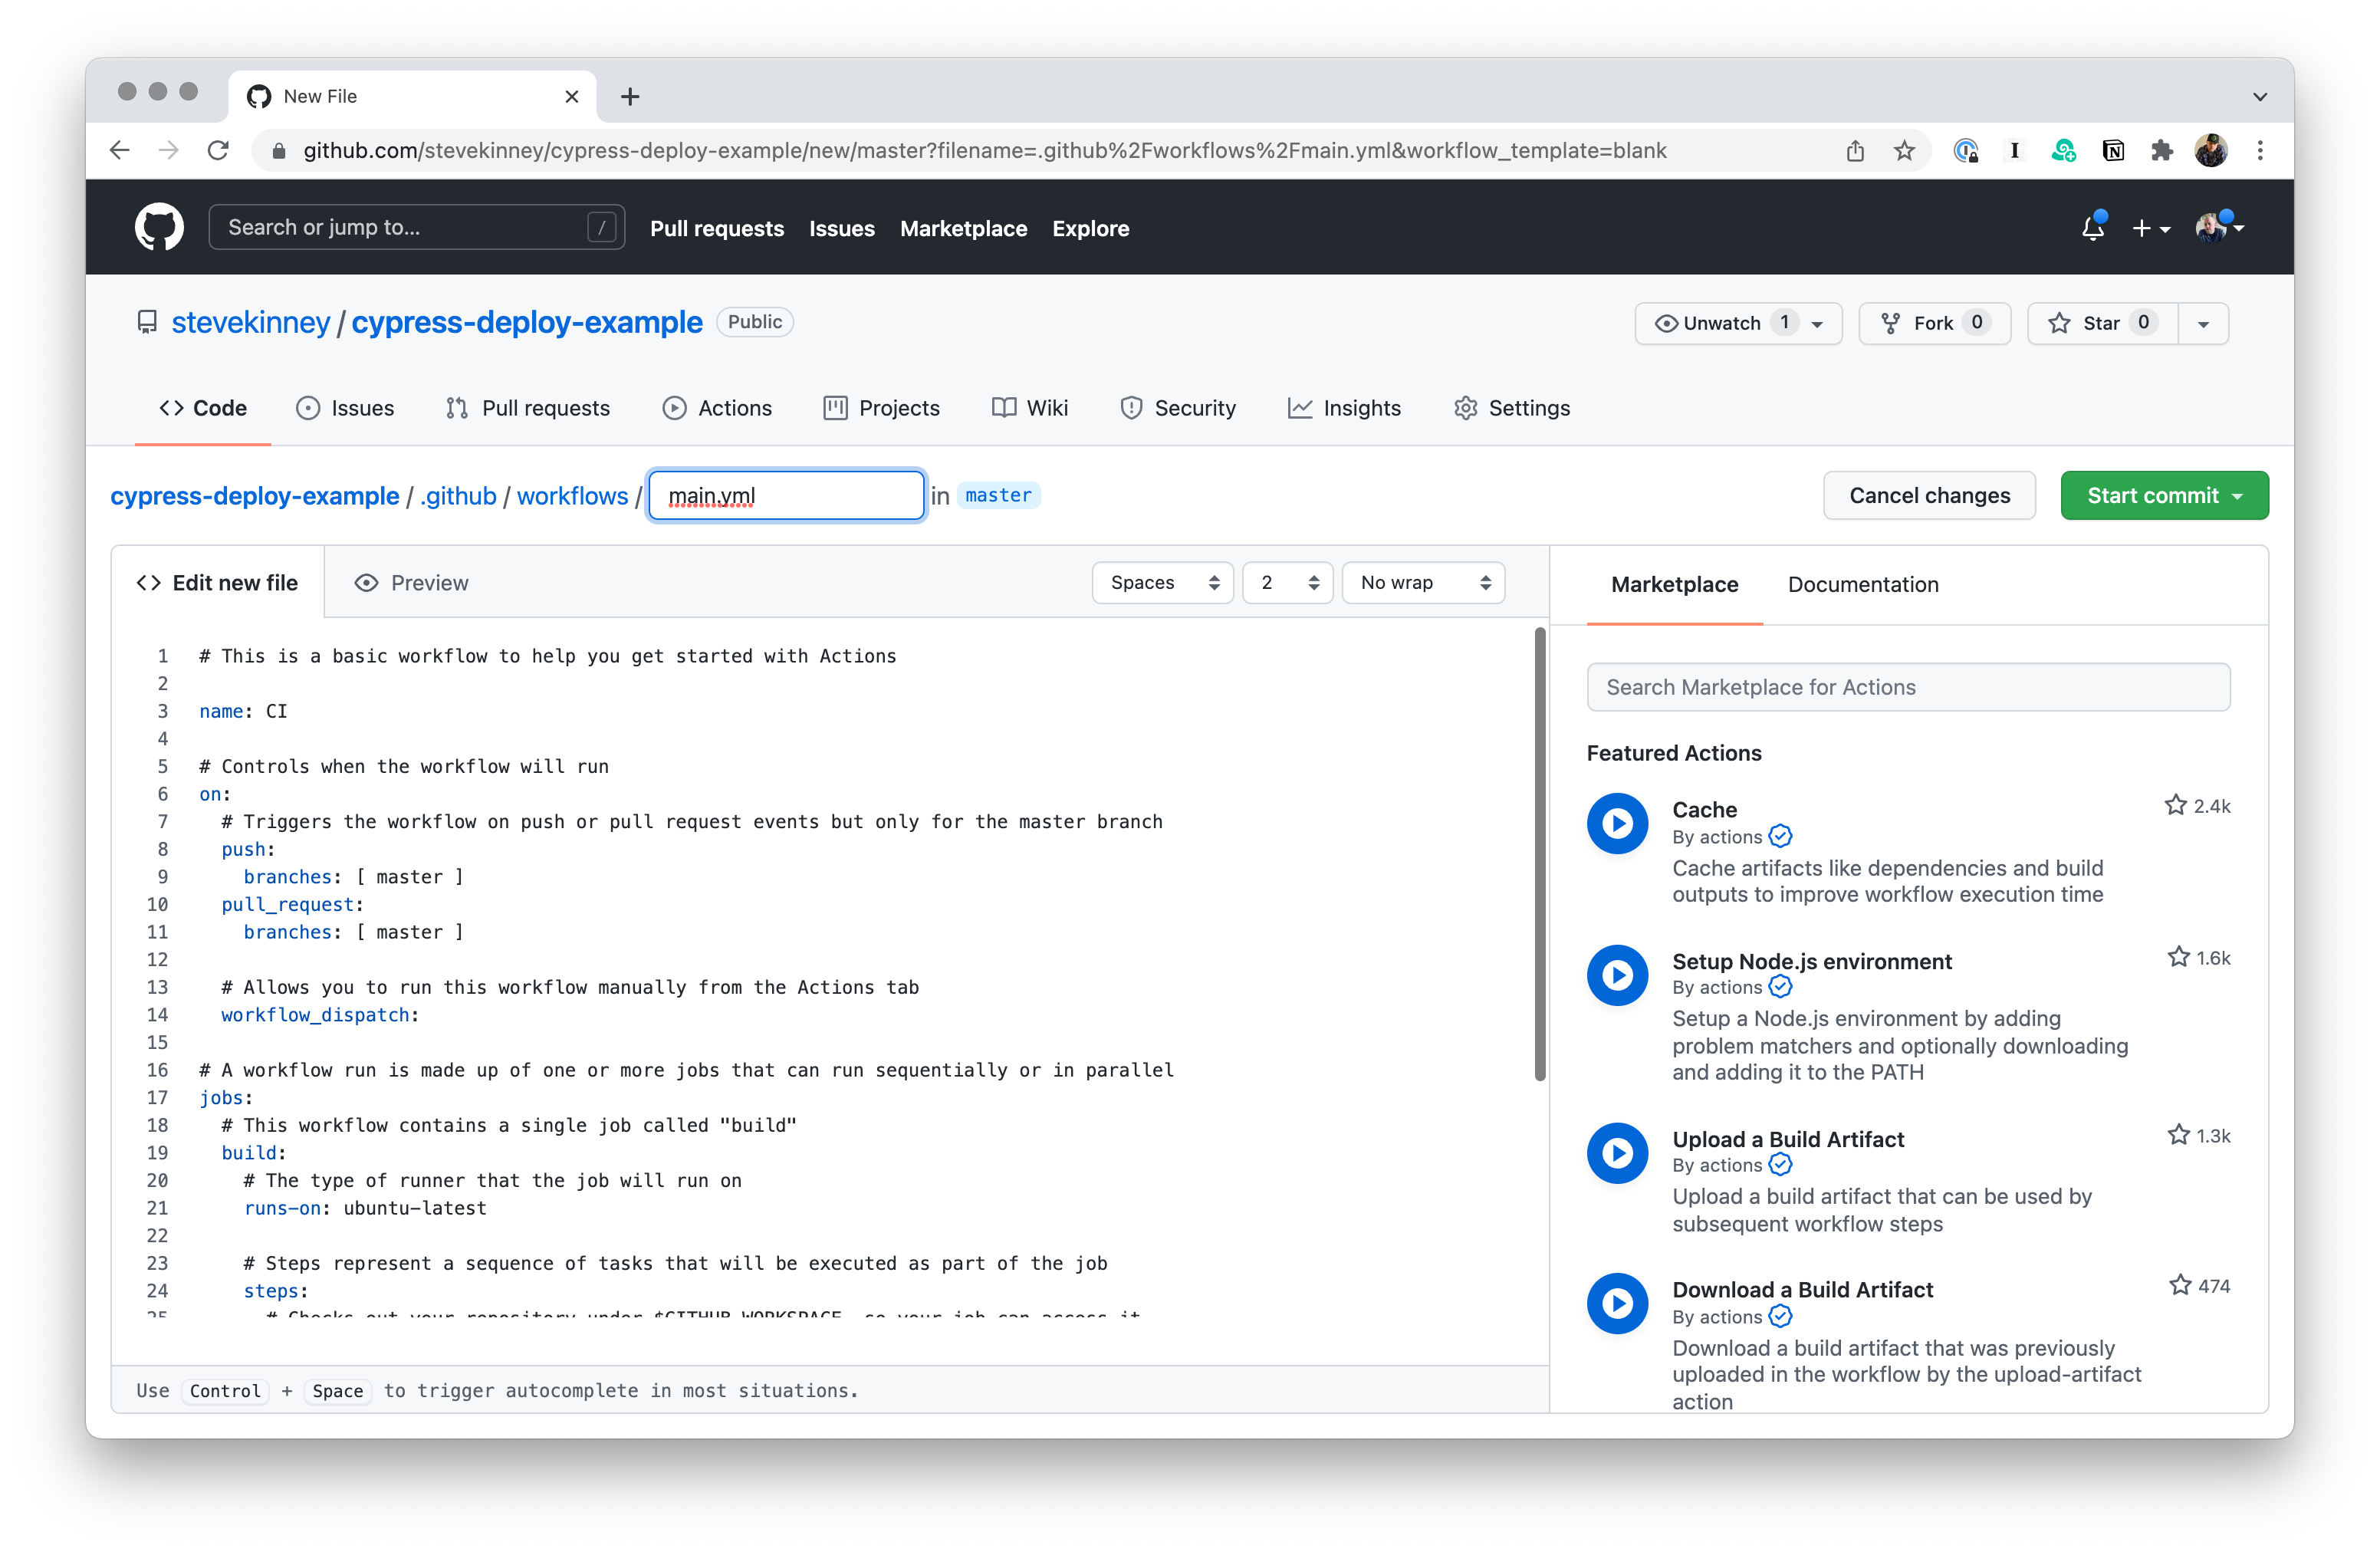 New File
github.com/stevekinney/cypress-deploy-example/new/master?filename=.github%2Fworkflows%2Fmain.yml&workflow_template=blank
Search or jump to... /
Pull requests Issues Marketplace Explore
stevekinney / cypress-deploy-example Public
Unwatch 1 Fork 0 Star 0
Code Issues Pull requests Actions Projects Wiki Security Insights Settings
cypress-deploy-example / .github / workflows / main.yml in master
Cancel changes Start commit
Edit new file Preview Spaces 2 No wrap
1 # This is a basic workflow to help you get started with Actions
2
3 name: CI
4
5 # Controls when the workflow will run
6 on:
7 # Triggers the workflow on push or pull request events but only for the master branch
8 push:
9 branches: [ master ]
10 pull_request:
11 branches: [ master ]
12
13 # Allows you to run this workflow manually from the Actions tab
14 workflow_dispatch:
15
16 # A workflow run is made up of one or more jobs that can run sequentially or in parallel
17 jobs:
18 # This workflow contains a single job called "build"
19 build:
20 # The type of runner that the job will run on
21 runs-on: ubuntu-latest
22
23 # Steps represent a sequence of tasks that will be executed as part of the job
24 steps:
25 # Checks out your repository under $GITHUB_WORKSPACE, so your job can access it
Use Control + Space to trigger autocomplete in most situations.
Marketplace Documentation
Search Marketplace for Actions
Featured Actions
Cache 2.4k
By actions
Cache artifacts like dependencies and build
outputs to improve workflow execution time
Setup Node.js environment 1.6k
By actions
Setup a Node.js environment by adding
problem matchers and optionally downloading
and adding it to the PATH
Upload a Build Artifact 1.3k
By actions
Upload a build artifact that can be used by
subsequent workflow steps
Download a Build Artifact 474
By actions
Download a build artifact that was previously
uploaded in the workflow by the upload-artifact
action